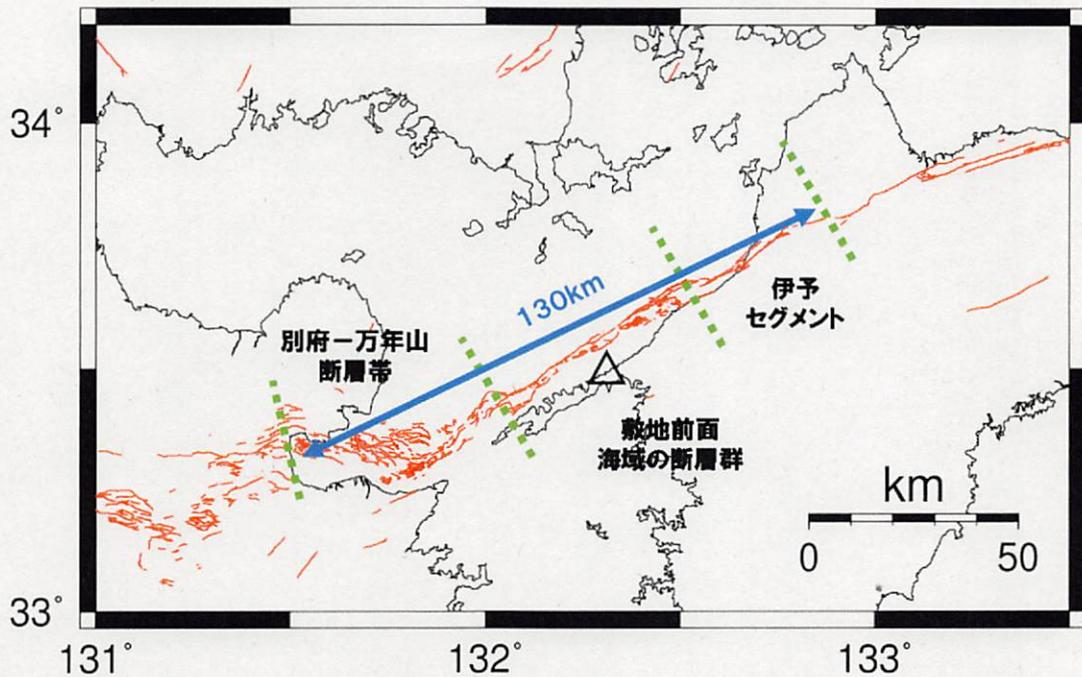 34°
130km
伊予
セグメント
別府－万年山
断層帯
敷地前面
海域の断層群
km
0 50
33°
131° 132° 133°